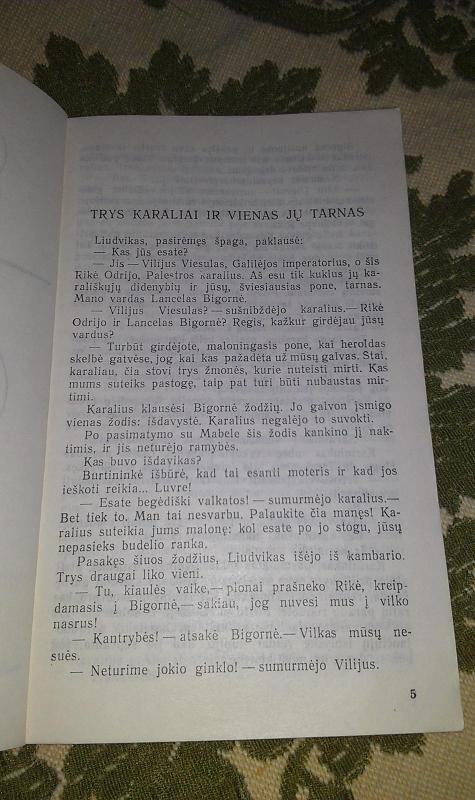 TRYS KARALIAI IR VIENAS JŲ TARNAS
Liudvikas, pasirėmęs špaga, paklausė:
— Kas jūs esate?
— Jis — Vilijus Viesulas, Galilėjos imperatorius, o šis
Rikė Odrijo, Palestros karalius. Aš esu tik kuklus jų ka-
rališkųjų didenybių ir jūsų, šviesiausias pone, tarnas.
Mano vardas Lancelas Bigornė.
— Vilijus Viesulas? — sušnibždėjo karalius.— Rikė
Odrijo ir Lancelas Bigornė? Regis, kažkur girdėjau jūsų
vardus?
— Turbūt girdėjote, maloningasis pone, kai heroldas
skelbė gatvėse, jog kai kas pažadėta už mūsų galvas. Stai,
karaliau, čia stovi trys žmonės, kurie nuteisti mirti. Kas
mums suteiks pastogę, taip pat turi būti nubaustas mir-
timi.
Karalius klausėsi Bigornė žodžių. Jo galvon įsmigo
vienas žodis: išdavystė. Karalius negalėjo to suvokti.
Po pasimatymo su Mabele šis žodis kankino jį nak-
timis, ir jis neturėjo ramybės.
Kas buvo išdavikas?
Burtininkė išbūrė, kad tai esanti moteris ir kad jos
ieškoti reikia... Luvre!
— Esate begėdiški valkatos! — sumurmėjo karalius.—
Bet tiek to. Man tai nesvarbu. Palaukite čia manęs! Ka-
ralius suteikia jums malonę: kol esate po jo stogu, jūsų
nepasieks budelio ranka.
Pasakęs šiuos žodžius, Liudvikas išėjo iš kambario.
Trys draugai liko vieni.
— Tu, kiaulės vaike,— pionai prašneko Rikė, kreip-
damasis į Bigornė,— sakiau, jog nuvesi mus į vilko
nasrus!
— Kantrybės! — atsakė Bigornė.— Vilkas mūsų ne-
suės.
— Neturime jokio ginklo! — sumurmėjo Vilijus.
5